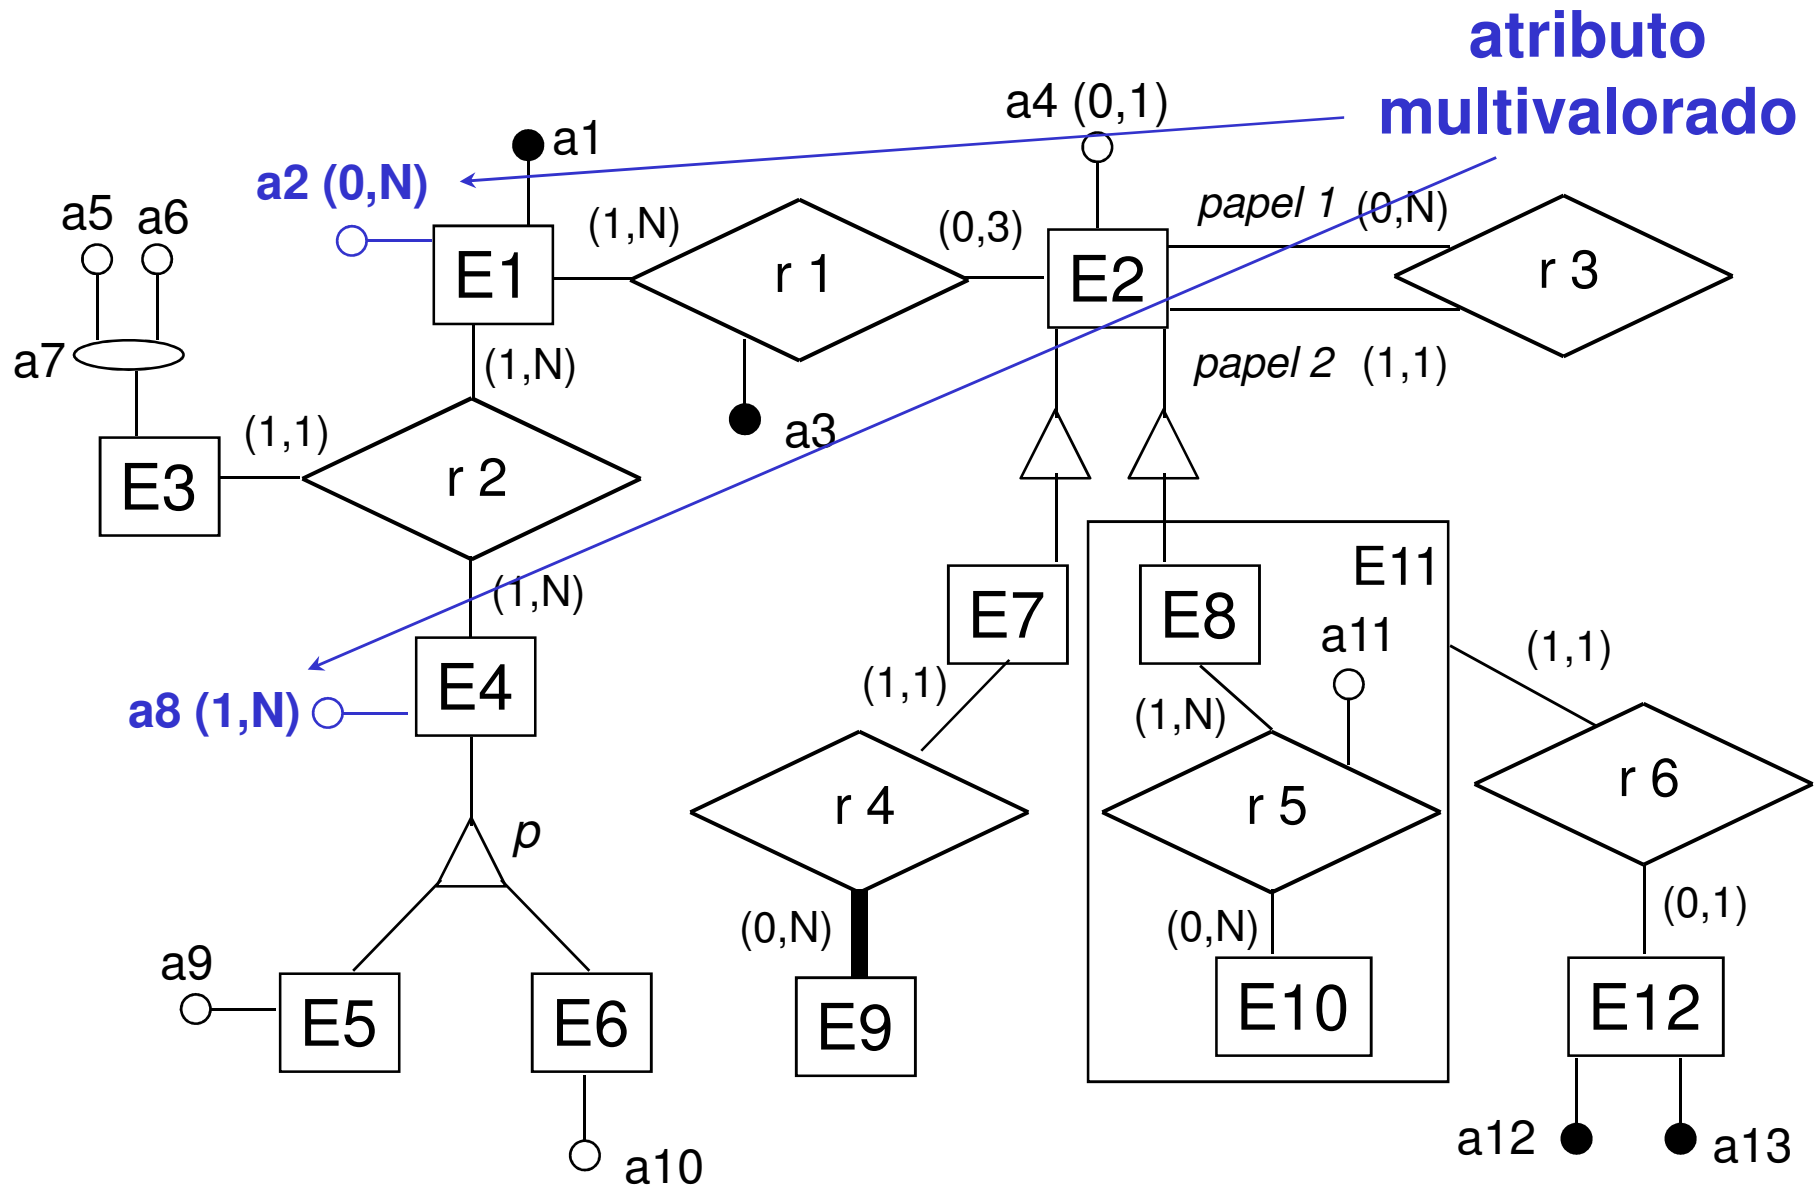 atributo
multivalorado
a4 (0,1)
a1
a2 (0,N)
a5
a6
papel 1
(0,N)
(1,N)
(0,3)
E1
r 1
E2
r 3
a7
(1,N)
papel 2
(1,1)
(1,1)
a3
E3
r 2
E11
(1,N)
E7
E8
a11
(1,1)
E4
(1,1)
a8 (1,N)
(1,N)
r 4
r 5
r 6
p
(0,N)
(0,N)
(0,1)
a9
E5
E6
E9
E10
E12
a10
a12
a13